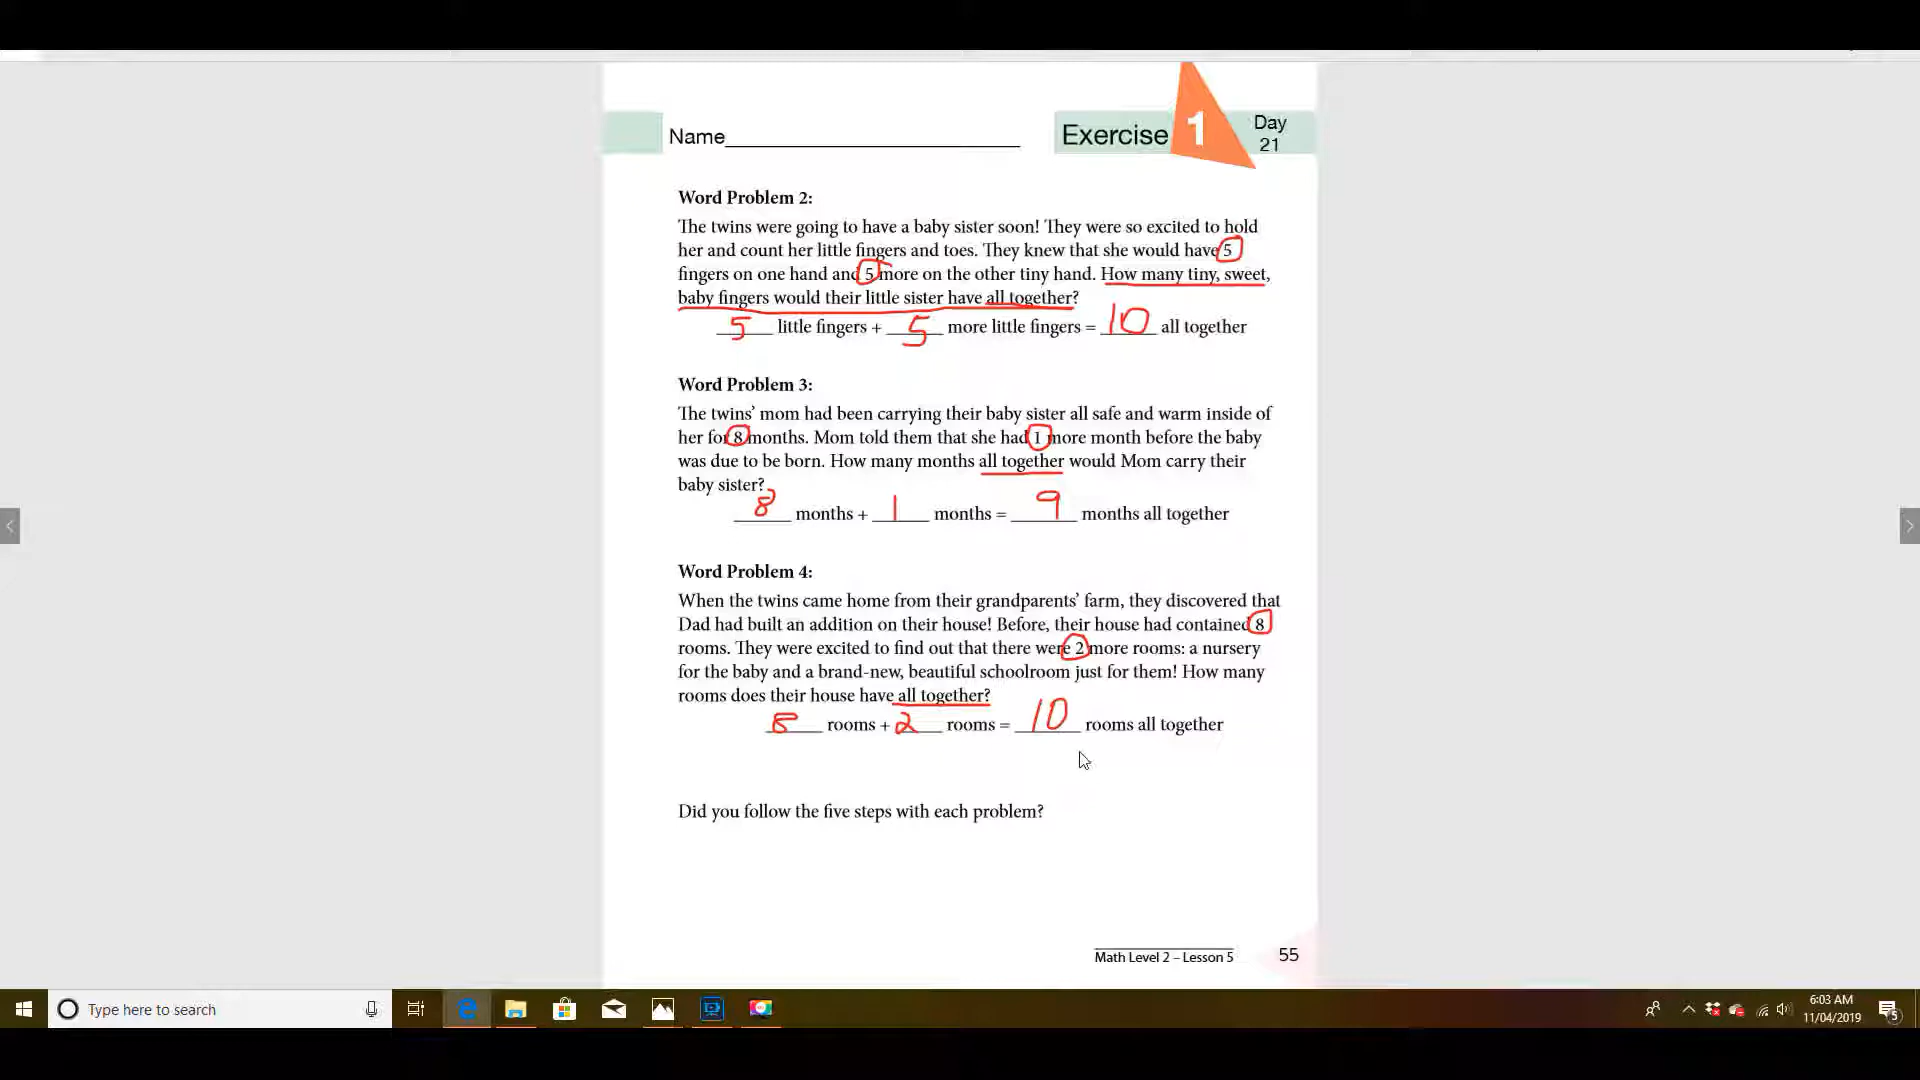 Name
Exercise 1
Day
21
Word Problem 2:
The twins were going to have a baby sister soon! They were so excited to hold
her and count her little fingers and toes. They knew that she would have 5
fingers on one hand and 5 more on the other tiny hand. How many tiny, sweet,
baby fingers would their little sister have all together?
5 little fingers + 5 more little fingers = 10 all together
Word Problem 3:
The twins' mom had been carrying their baby sister all safe and warm inside of
her for 8 months. Mom told them that she had 1 more month before the baby
was due to be born. How many months all together would Mom carry their
baby sister?
8 months + 1 months = 9 months all together
Word Problem 4:
When the twins came home from their grandparents' farm, they discovered that
Dad had built an addition on their house! Before, their house had contained 8
rooms. They were excited to find out that there were 2 more rooms: a nursery
for the baby and a brand-new, beautiful schoolroom just for them! How many
rooms does their house have all together?
8 rooms + 2 rooms = 10 rooms all together
Did you follow the five steps with each problem?
Math Level 2 – Lesson 5 55
Type here to search
6:03 AM
11/04/2019
5